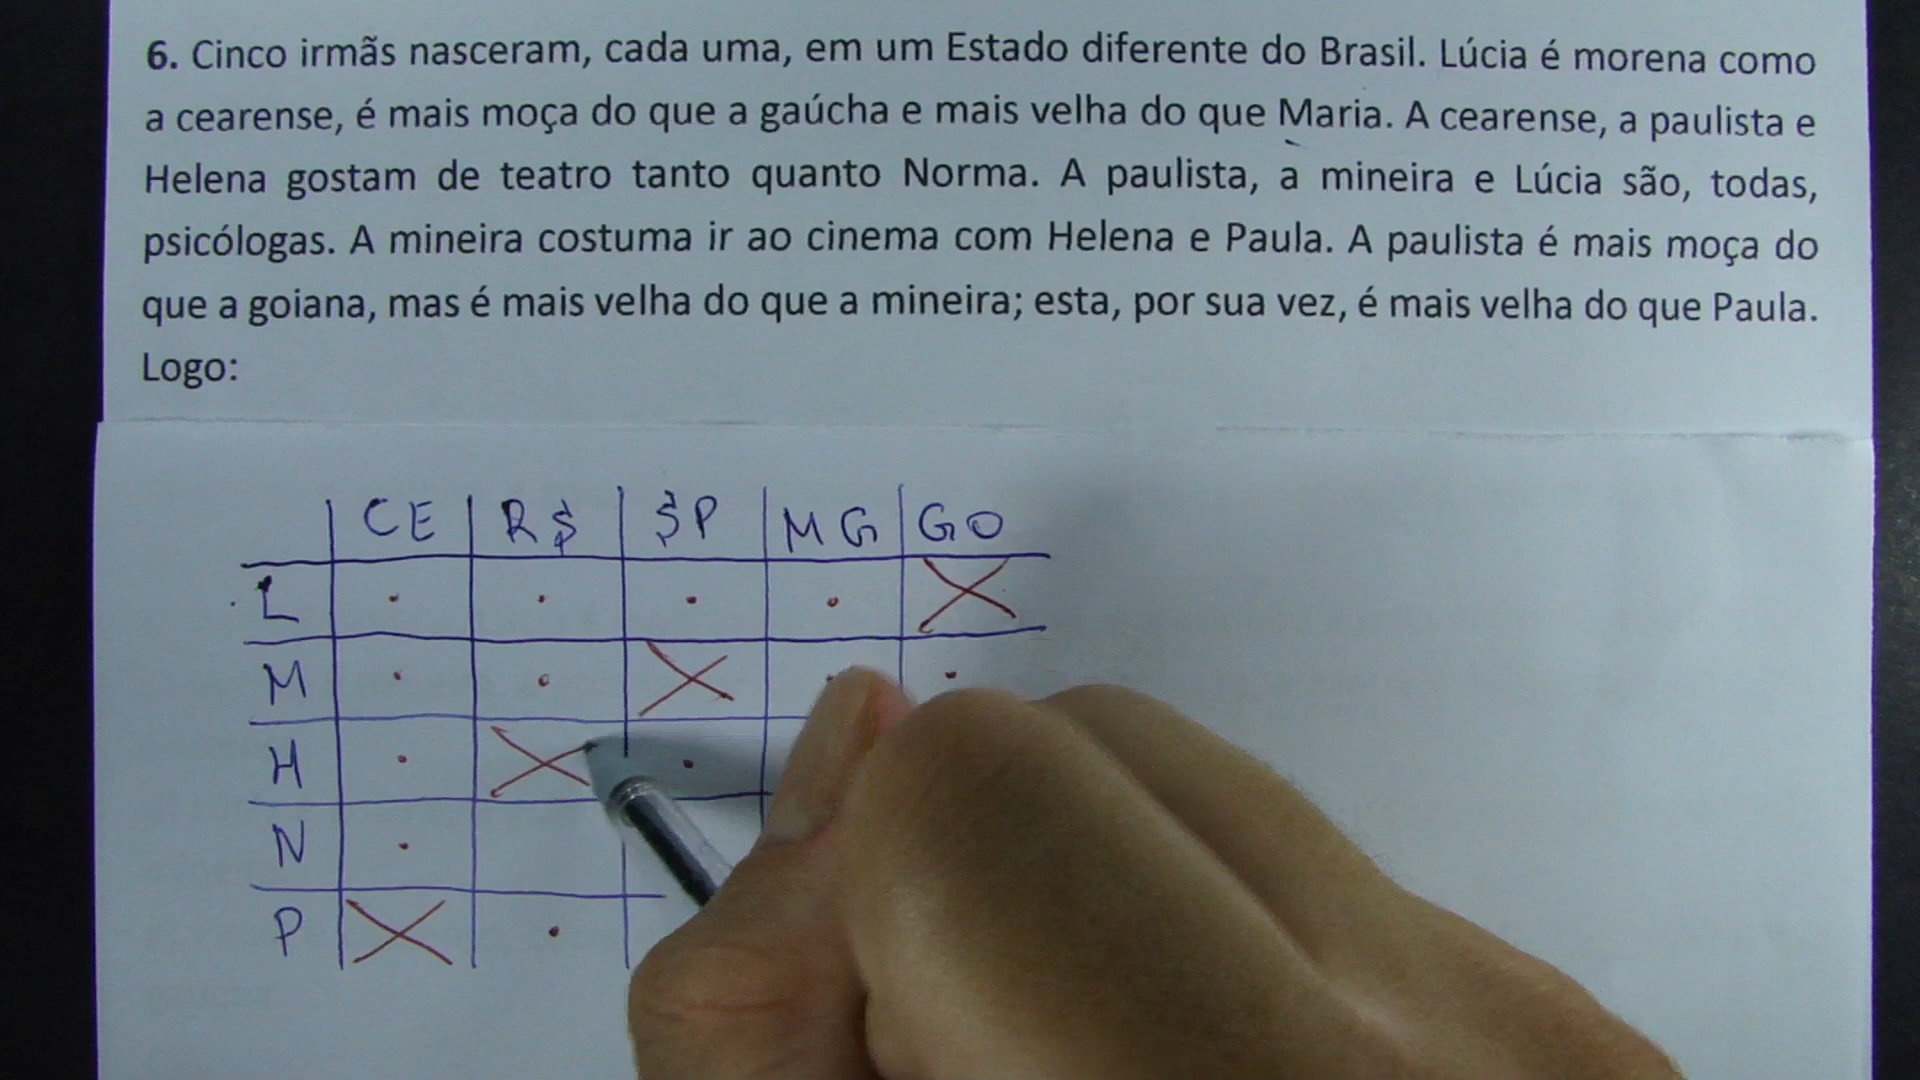 6. Cinco irmãs nasceram, cada uma, em um Estado diferente do Brasil. Lúcia é morena como
a cearense, é mais moça do que a gaúcha e mais velha do que Maria. A cearense, a paulista e
Helena gostam de teatro tanto quanto Norma. A paulista, a mineira e Lúcia são, todas,
psicólogas. A mineira costuma ir ao cinema com Helena e Paula. A paulista é mais moça do
que a goiana, mas é mais velha do que a mineira; esta, por sua vez, é mais velha do que Paula.
Logo:
CE RS SP MG GO
L
M
H
N
P